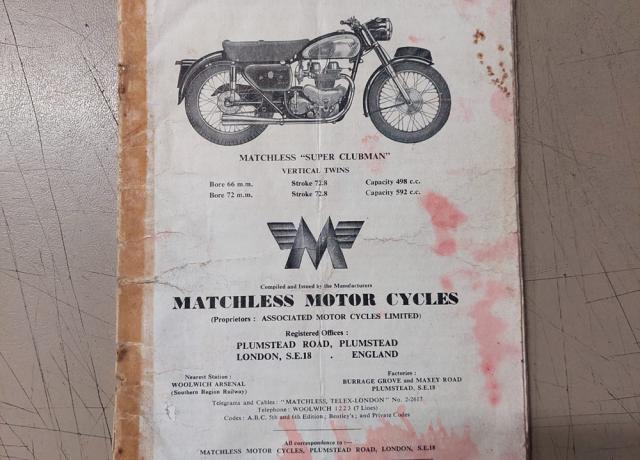 MATCHLESS "SUPER CLUBMAN"
VERTICAL TWINS
Bore 66 m.m. Stroke 72.8 Capacity 498 c.c.
Bore 72 m.m. Stroke 72.8 Capacity 592 c.c.
M
Compiled and Issued by the Manufacturers
MATCHLESS MOTOR CYCLES
(Proprietors : ASSOCIATED MOTOR CYCLES LIMITED)
Registered Offices :
PLUMSTEAD ROAD, PLUMSTEAD
LONDON, S.E.18 . ENGLAND
Nearest Station :
WOOLWICH ARSENAL
(Southern Region Railway)
Factories :
BURRAGE GROVE and MAXEY ROAD
PLUMSTEAD, S.E.18
Telegrams and Cables : "MATCHLESS, TELEX-LONDON" No. 2-2617
Telephone : WOOLWICH 1223 (7 Lines)
Codes : A.B.C. 5th and 6th Edition ; Bentley's ; and Private Codes
All correspondence to :—
MATCHLESS MOTOR CYCLES, PLUMSTEAD ROAD, LONDON, S.E.18